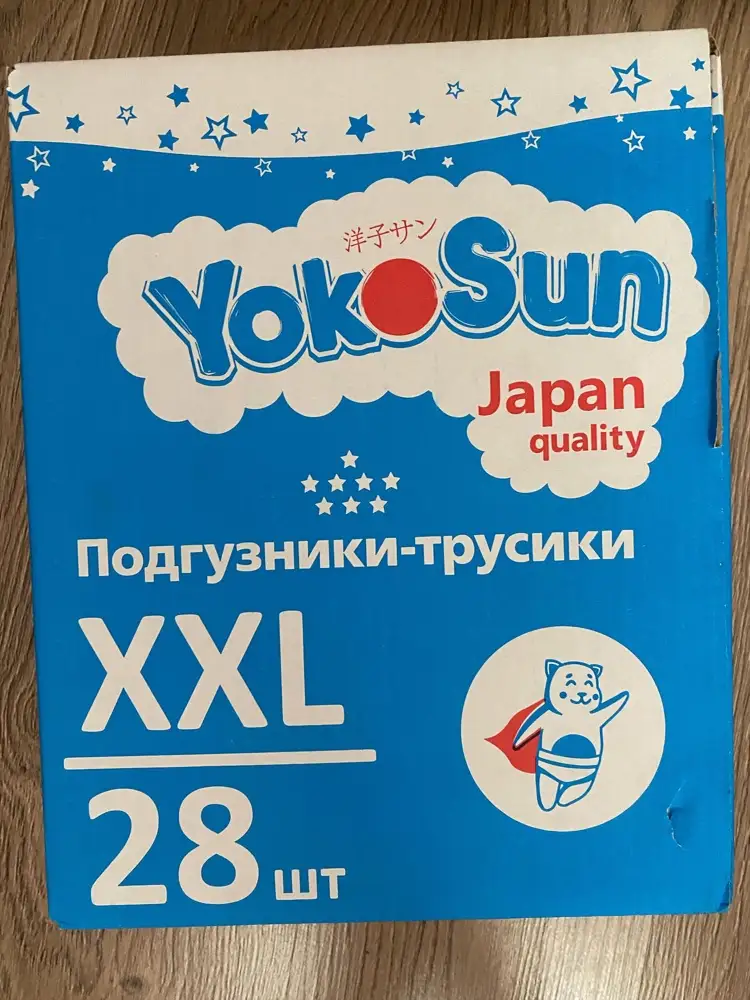 洋子サン
YokoSun
Japan
quality
Подгузники-трусики
XXL
28 шт